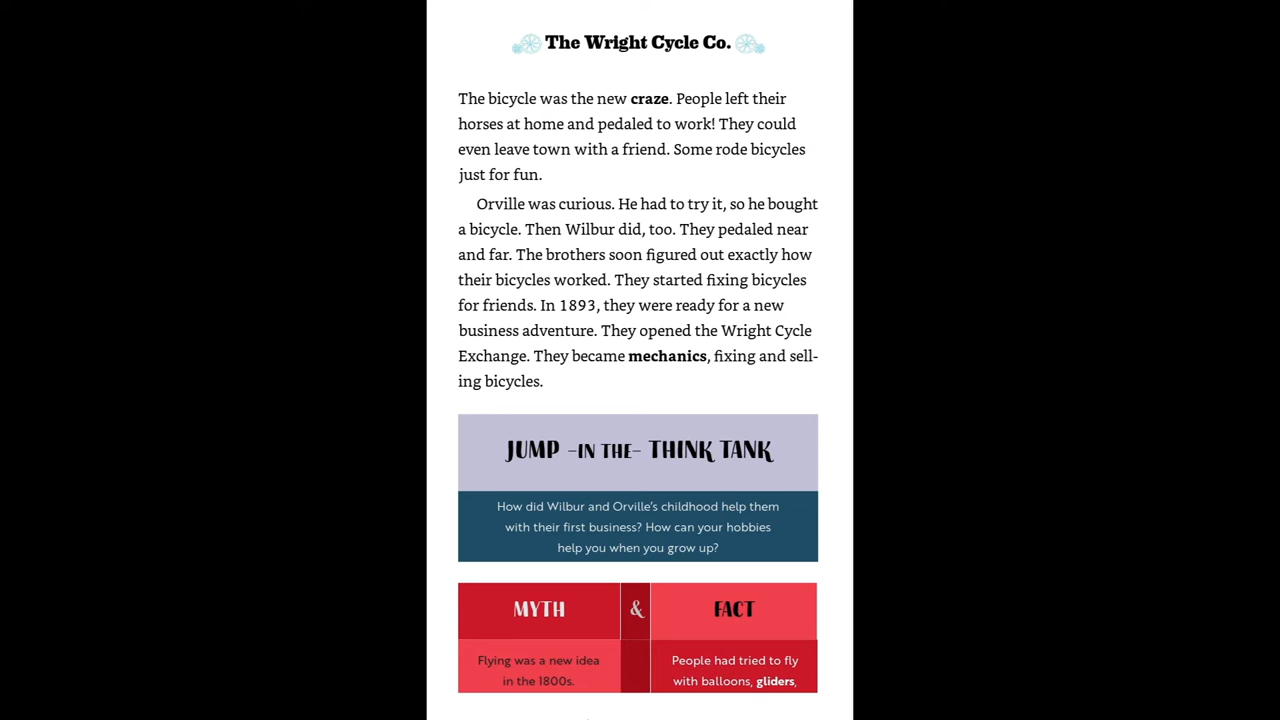 The Wright Cycle Co.
The bicycle was the new craze. People left their
horses at home and pedaled to work! They could
even leave town with a friend. Some rode bicycles
just for fun.
Orville was curious. He had to try it, so he bought
a bicycle. Then Wilbur did, too. They pedaled near
and far. The brothers soon figured out exactly how
their bicycles worked. They started fixing bicycles
for friends. In 1893, they were ready for a new
business adventure. They opened the Wright Cycle
Exchange. They became mechanics, fixing and sell-
ing bicycles.
JUMP –IN THE– THINK TANK
How did Wilbur and Orville's childhood help them
with their first business? How can your hobbies
help you when you grow up?
MYTH & FACT
Flying was a new idea
in the 1800s.
People had tried to fly
with balloons, gliders,